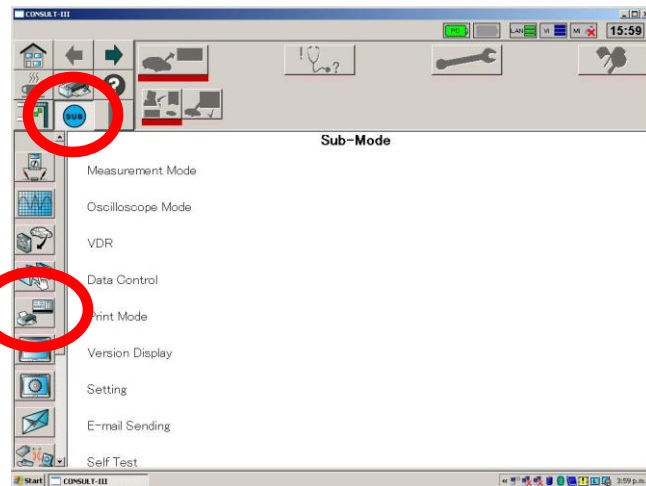 CONSULT-III
PC
LAN VI MI 15:59
?
SUB
Sub-Mode
Measurement Mode
Oscilloscope Mode
VDR
Data Control
Print Mode
Version Display
Setting
E-mail Sending
Self Test
Start CONSULT-III 3:59 p.m.